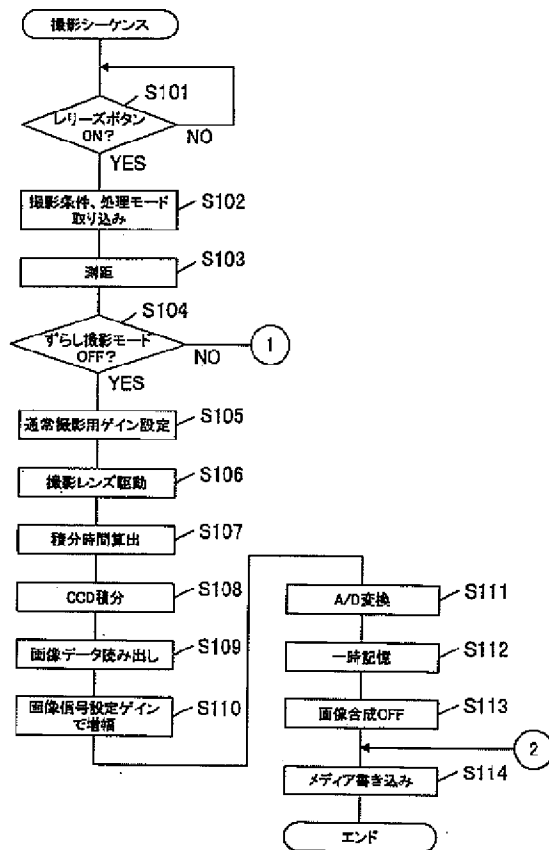 撮影シーケンス
S101
レリーズボタン
ON?
NO
YES
撮影条件、処理モード
取り込み
S102
測距
S103
S104
ずらし撮影モード
OFF?
NO
1
YES
通常撮影用ゲイン設定
S105
撮影レンズ駆動
S106
積分時間算出
S107
CCD積分
S108
画像データ読み出し
S109
画像信号設定ゲイン
で増幅
S110
A/D変換
S111
一時記憶
S112
画像合成OFF
S113
2
メディア書き込み
S114
エンド